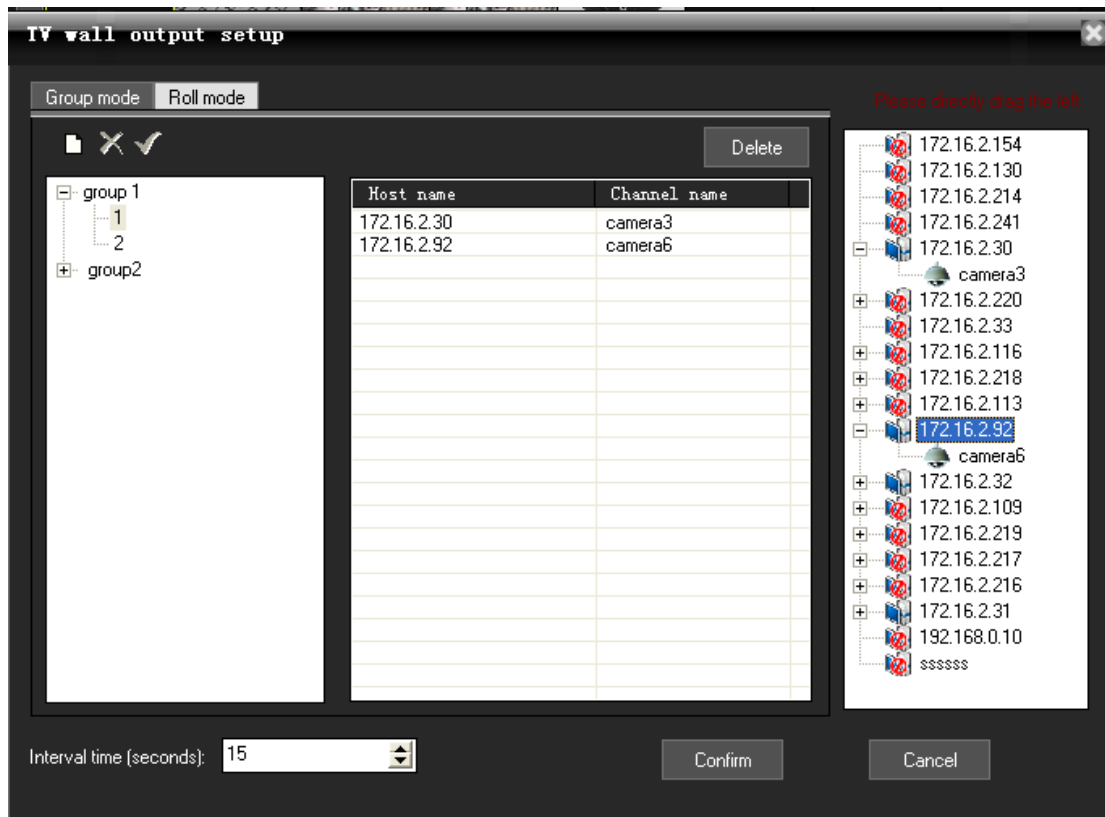 TV wall output setup
Group mode Roll mode
Please directly drag the left
Delete
group 1
1
2
group2
Host name Channel name
172.16.2.30 camera3
172.16.2.92 camera6
172.16.2.154
172.16.2.130
172.16.2.214
172.16.2.241
172.16.2.30
camera3
172.16.2.220
172.16.2.33
172.16.2.116
172.16.2.218
172.16.2.113
172.16.2.92
camera6
172.16.2.32
172.16.2.109
172.16.2.219
172.16.2.217
172.16.2.216
172.16.2.31
192.168.0.10
ssssss
Interval time (seconds): 15
Confirm
Cancel